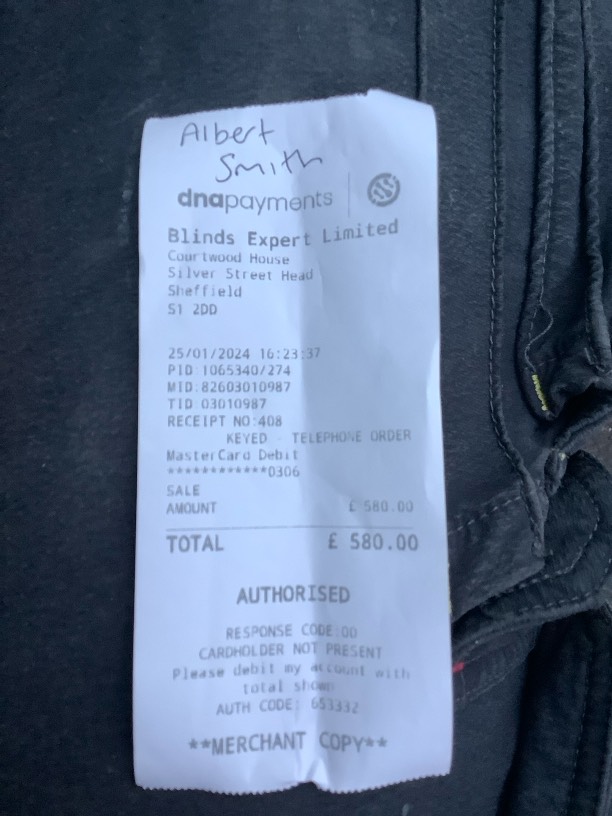 Albert
Smith
dnapayments
Blinds Expert Limited
Courtwood House
Silver Street Head
Sheffield
S1 2DD
25/01/2024 16:23:37
PID:1065340/274
MID:82603010987
TID 03010987
RECEIPT NO:408
KEYED - TELEPHONE ORDER
MasterCard Debit
************0306
SALE
AMOUNT £ 580.00
TOTAL £ 580.00
AUTHORISED
RESPONSE CODE:00
CARDHOLDER NOT PRESENT
Please debit my account with
total shown
AUTH CODE: 653332
**MERCHANT COPY**